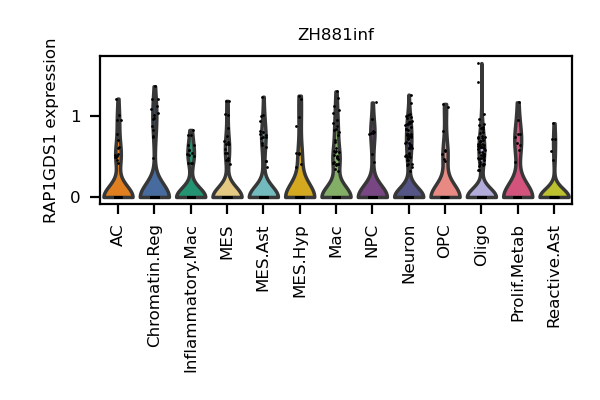 ZH881inf
RAP1GDS1 expression
1
0
AC
Chromatin.Reg
Inflammatory.Mac
MES
MES.Ast
MES.Hyp
Mac
NPC
Neuron
OPC
Oligo
Prolif.Metab
Reactive.Ast